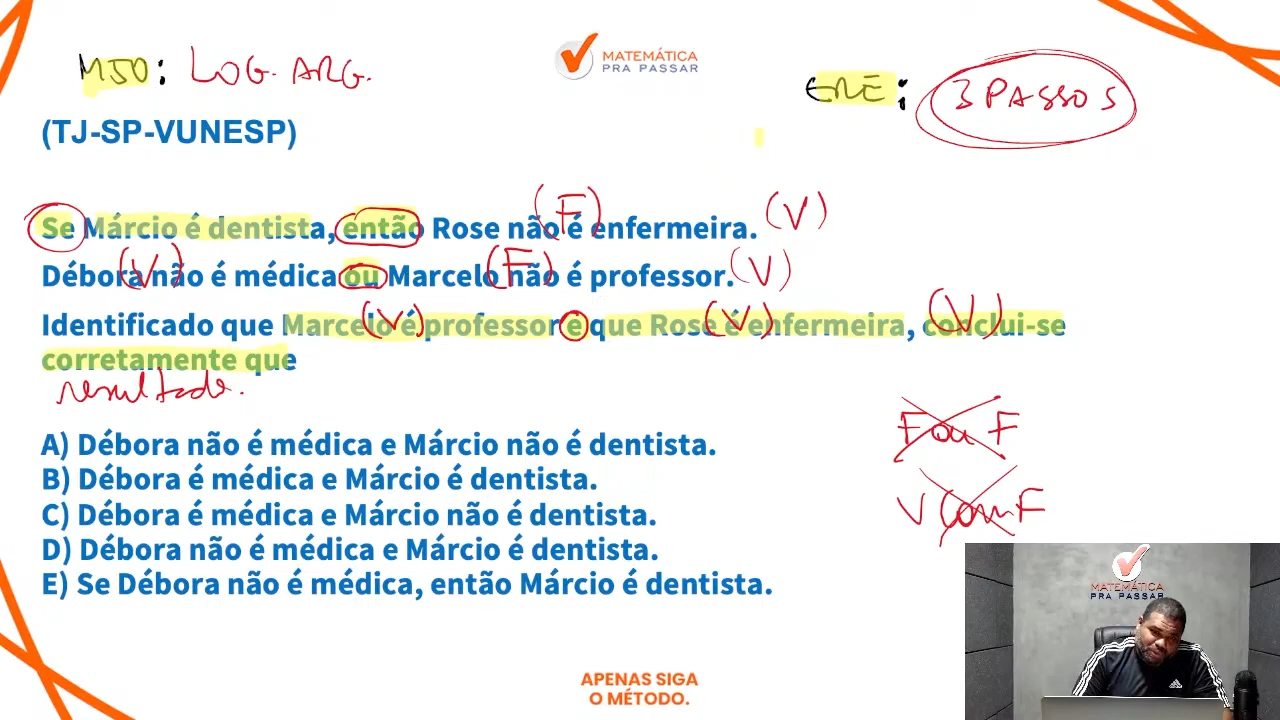 MJO: LOG. ARG.
MATEMÁTICA
PRA PASSAR
3 PASSOS
(TJ-SP-VUNESP)
(F) (V)
Se Márcio é dentista, então Rose não é enfermeira.
(V) (F) (V)
Débora não é médica ou Marcelo não é professor.
(V) (V) (V)
Identificado que Marcelo é professor e que Rose é enfermeira, conclui-se
corretamente que
resultado.
F ou F
A) Débora não é médica e Márcio não é dentista.
B) Débora é médica e Márcio é dentista.
V com F
C) Débora é médica e Márcio não é dentista.
D) Débora não é médica e Márcio é dentista.
E) Se Débora não é médica, então Márcio é dentista.
MATEMÁTICA
PRA PASSAR
APENAS SIGA
O MÉTODO.